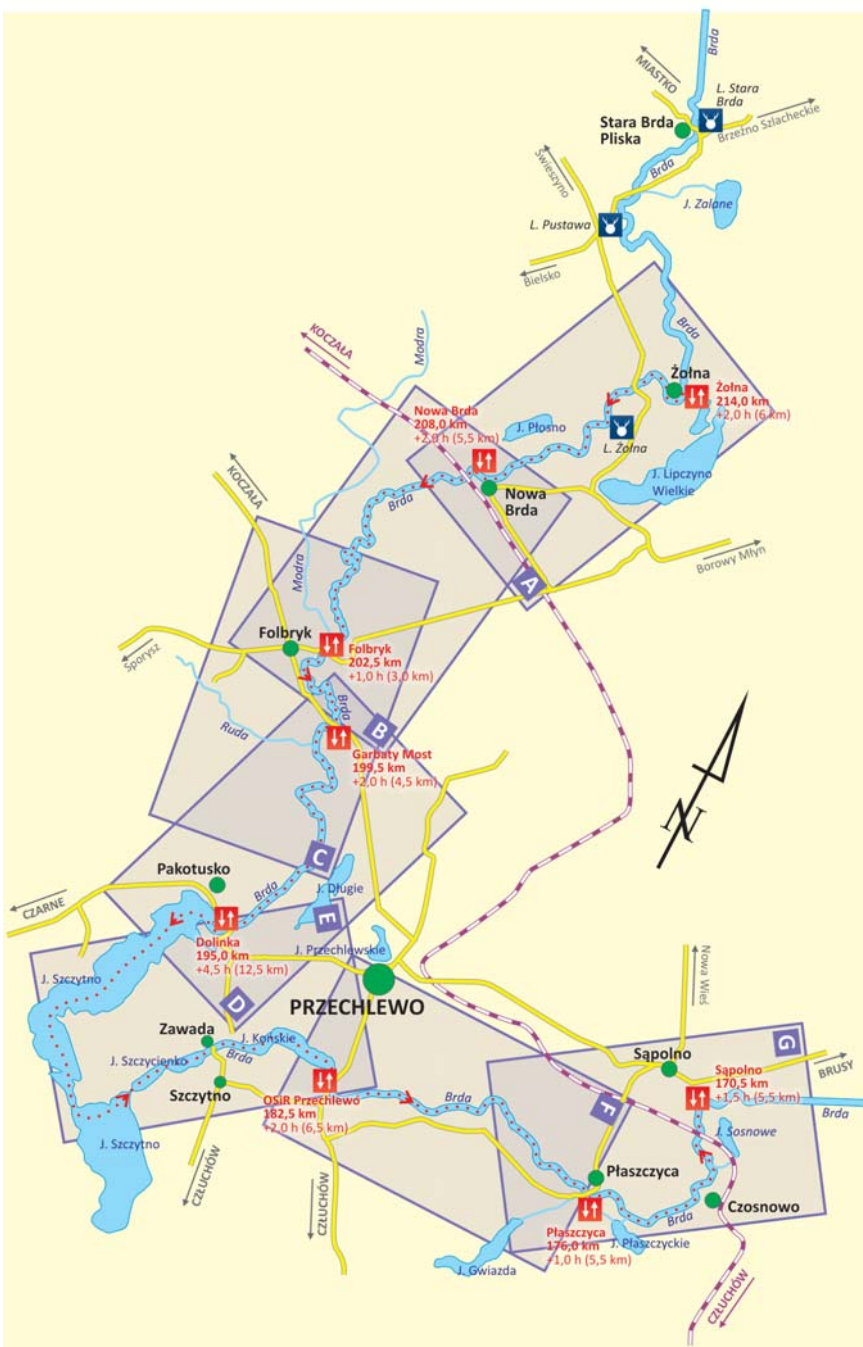 Brda
MIASTKO
L. Stara
Brda
Stara Brda
Pliska
Brzeźno Szlacheckie
Świeszyno
Brda
J. Zalane
L. Pustawa
Bielsko
Brda
KOCZAŁA
Modra
Żołna
Żołna
214,0 km
+2,0 h (6 km)
Nowa Brda
208,0 km
+2,0 h (5,5 km)
J. Płosno
L. Żołna
J. Lipczyno
Wielkie
KOCZAŁA
Brda
Nowa
Brda
Modra
A
Borowy Młyn
Folbryk
Sporysz
Folbryk
202,5 km
+1,0 h (3,0 km)
Ruda
Brda
B
Garbaty Most
199,5 km
+2,0 h (4,5 km)
N
C
Pakotusko
Brda
J. Długie
CZARNE
E
Dolinka
195,0 km
+4,5 h (12,5 km)
J. Przechlewskie
J. Szczytno
D
PRZECHLEWO
Nowa Wieś
Zawada
J. Końskie
Brda
J. Szczycienko
Szczytno
OSiR Przechlewo
182,5 km
+2,0 h (6,5 km)
Brda
Sąpolno
G
Sąpolno
170,5 km
+1,5 h (5,5 km)
BRUSY
Brda
F
J. Sosnowe
J. Szczytno
CZŁUCHÓW
CZŁUCHÓW
Płaszczyca
Brda
Czosnowo
Płaszczyca
176,0 km
+1,0 h (5,5 km)
J. Płaszczyckie
J. Gwiazda
CZŁUCHÓW